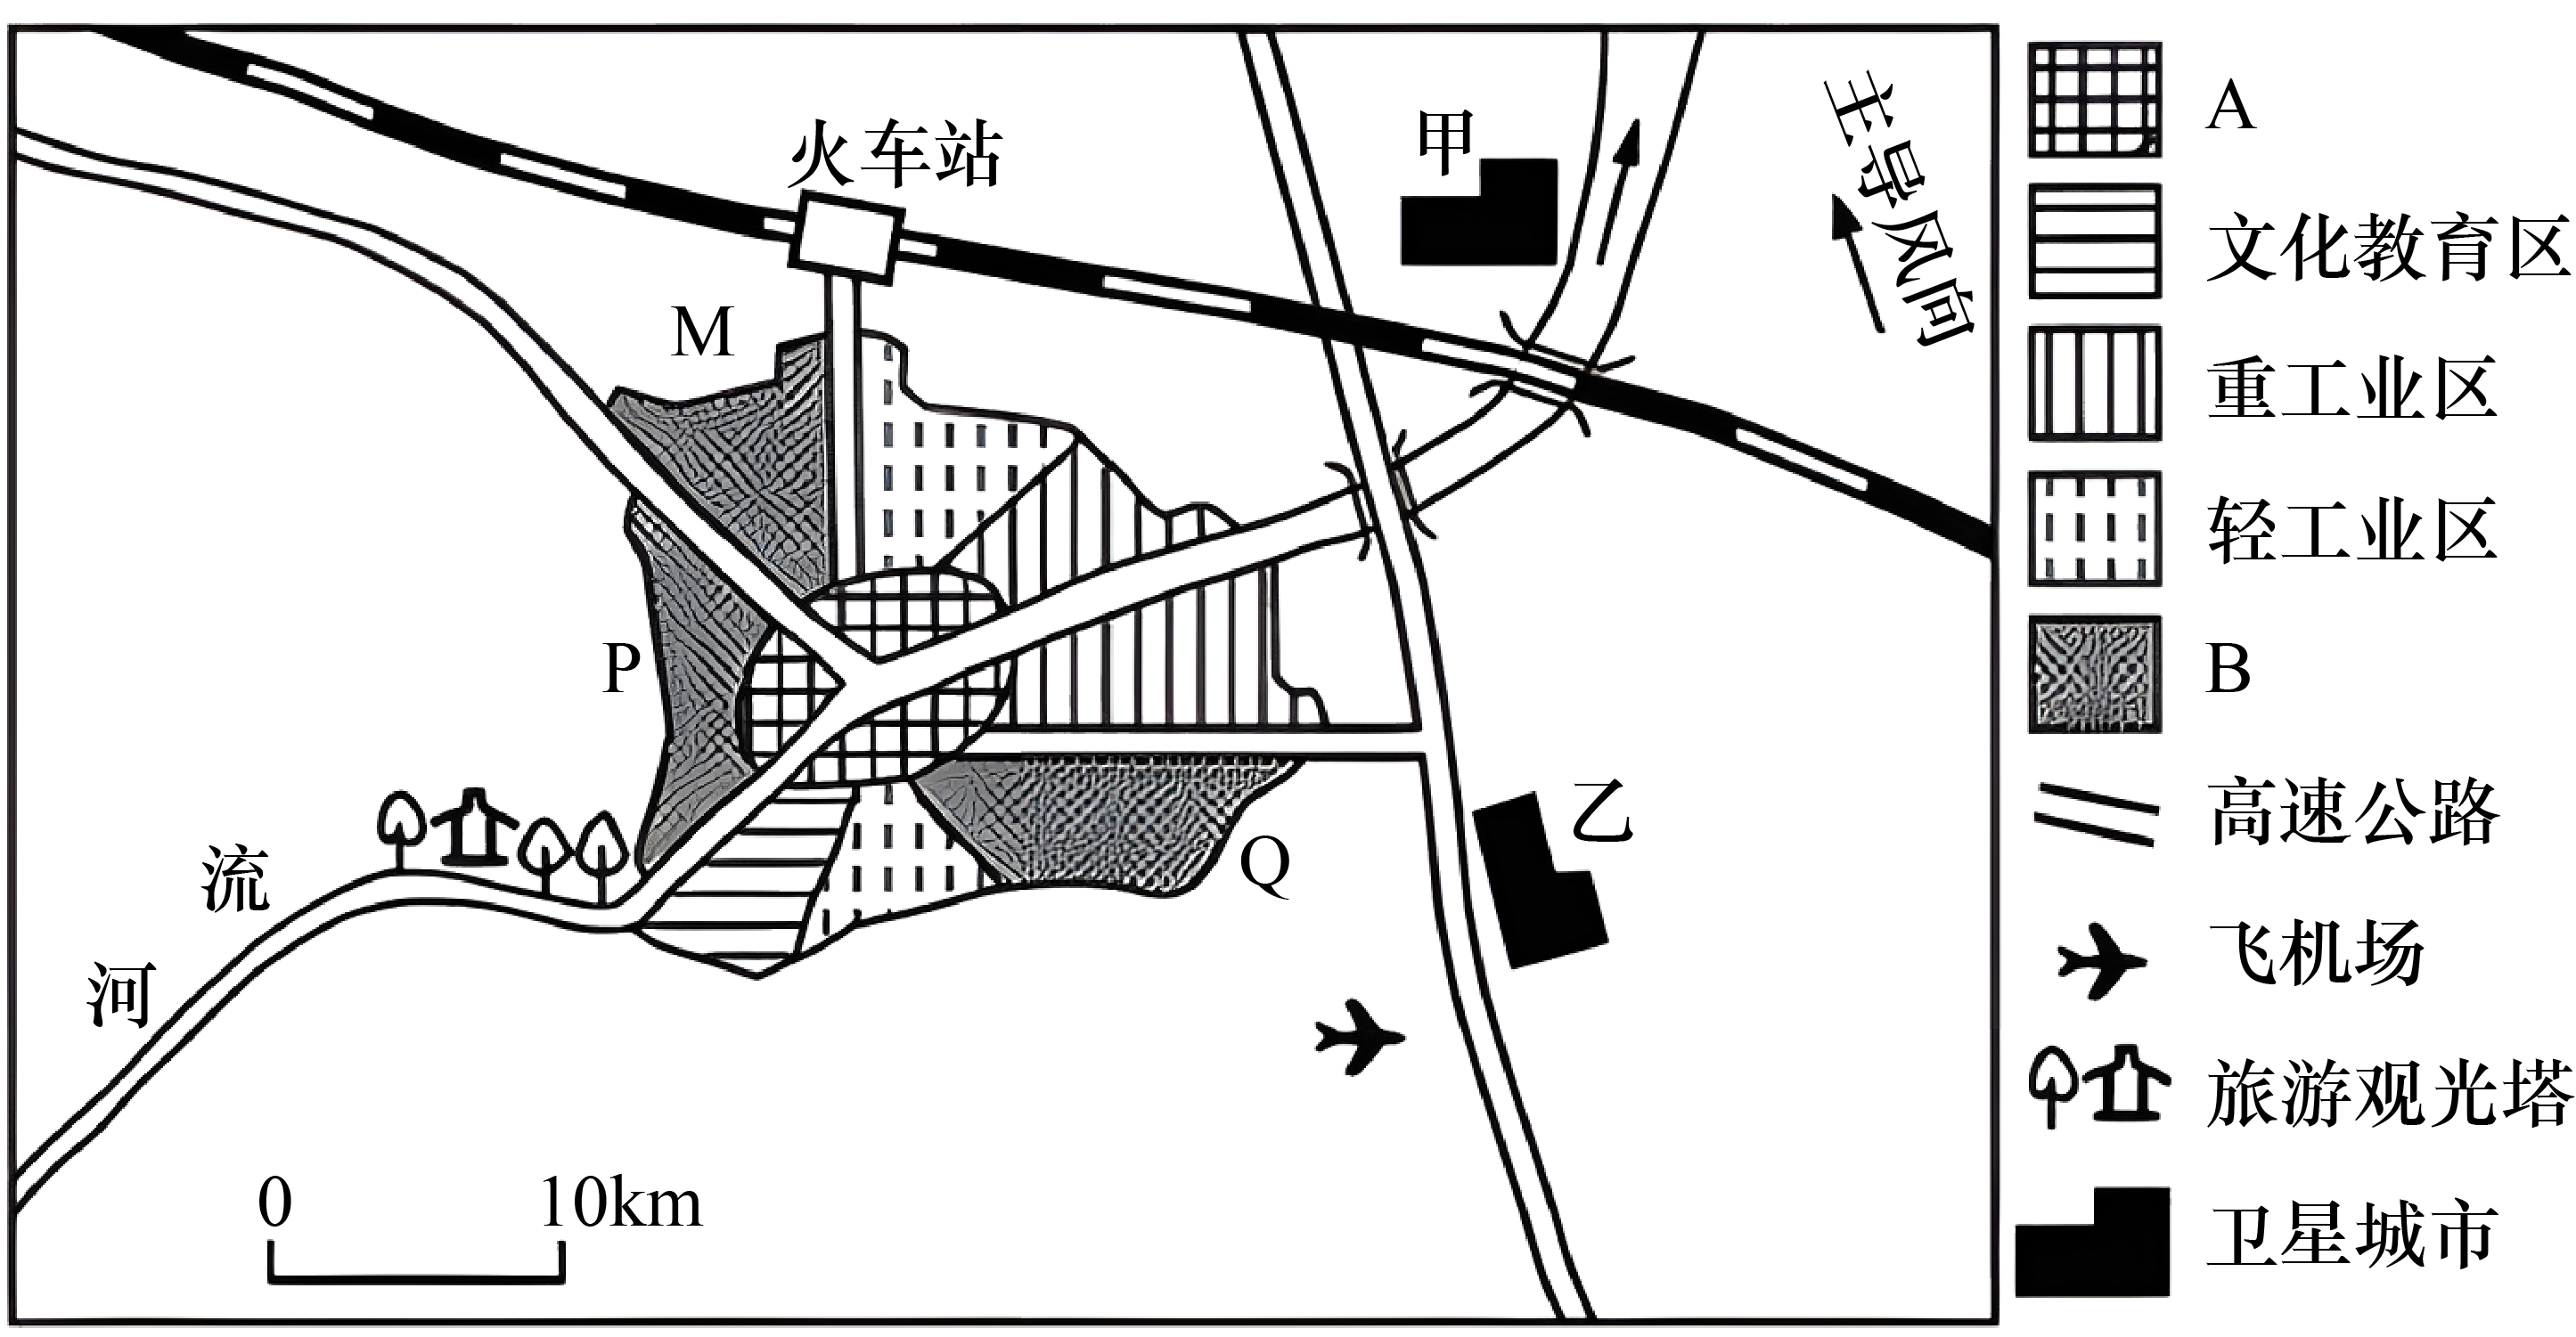 火车站
甲
主导风向
M
P
Q
乙
流
河
0 10km
A
文化教育区
重工业区
轻工业区
B
高速公路
飞机场
旅游观光塔
卫星城市